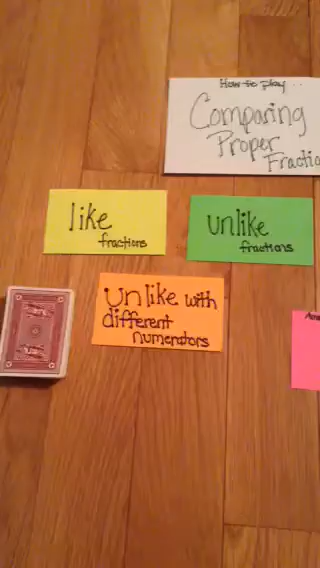 How to play...
Comparing
Proper
Fractio
like
fractions
unlike
fractions
Unlike with
different
numerators